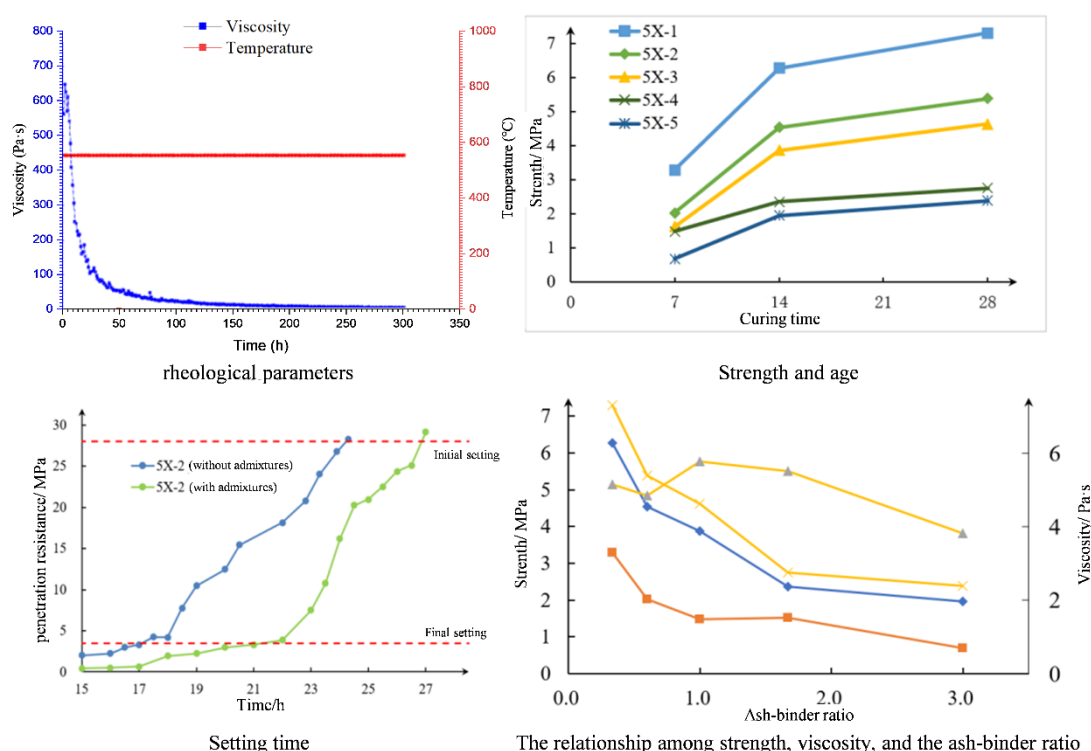 Viscosity
Temperature
Viscosity (Pa·s)
800
700
600
500
400
300
200
100
0
1000
800
600
400
200
0
Temperature (°C)
0 50 100 150 200 250 300 350
Time (h)
rheological parameters
5X-1
5X-2
5X-3
5X-4
5X-5
Strcnth/ MPa
7
6
5
4
3
2
1
0
0 7 14 21 28
Curing time
Strength and age
penetration resistance/ MPa
30
25
20
15
10
5
0
5X-2 (without admixtures)
5X-2 (with admixtures)
Initial sctting
Final sctting
15 17 19 21 23 25 27
Time/h
Setting time
Strenth/ MPa
7
6
5
4
3
2
1
0
6
4
2
0
Viscosity/ Pa·s
0.0 1.0 2.0 3.0
Ash-binder ratio
The relationship among strength, viscosity, and the ash-binder ratio